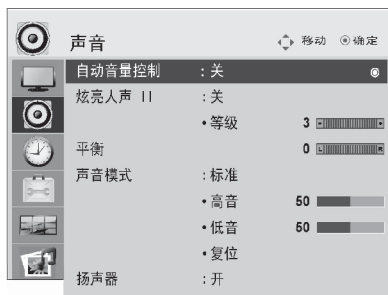 声音 移动 ◉确定
自动音量控制 : 关
炫亮人声 II : 关
• 等级 3
平衡 0 L R
声音模式 : 标准
• 高音 50
• 低音 50
• 复位
扬声器 : 开